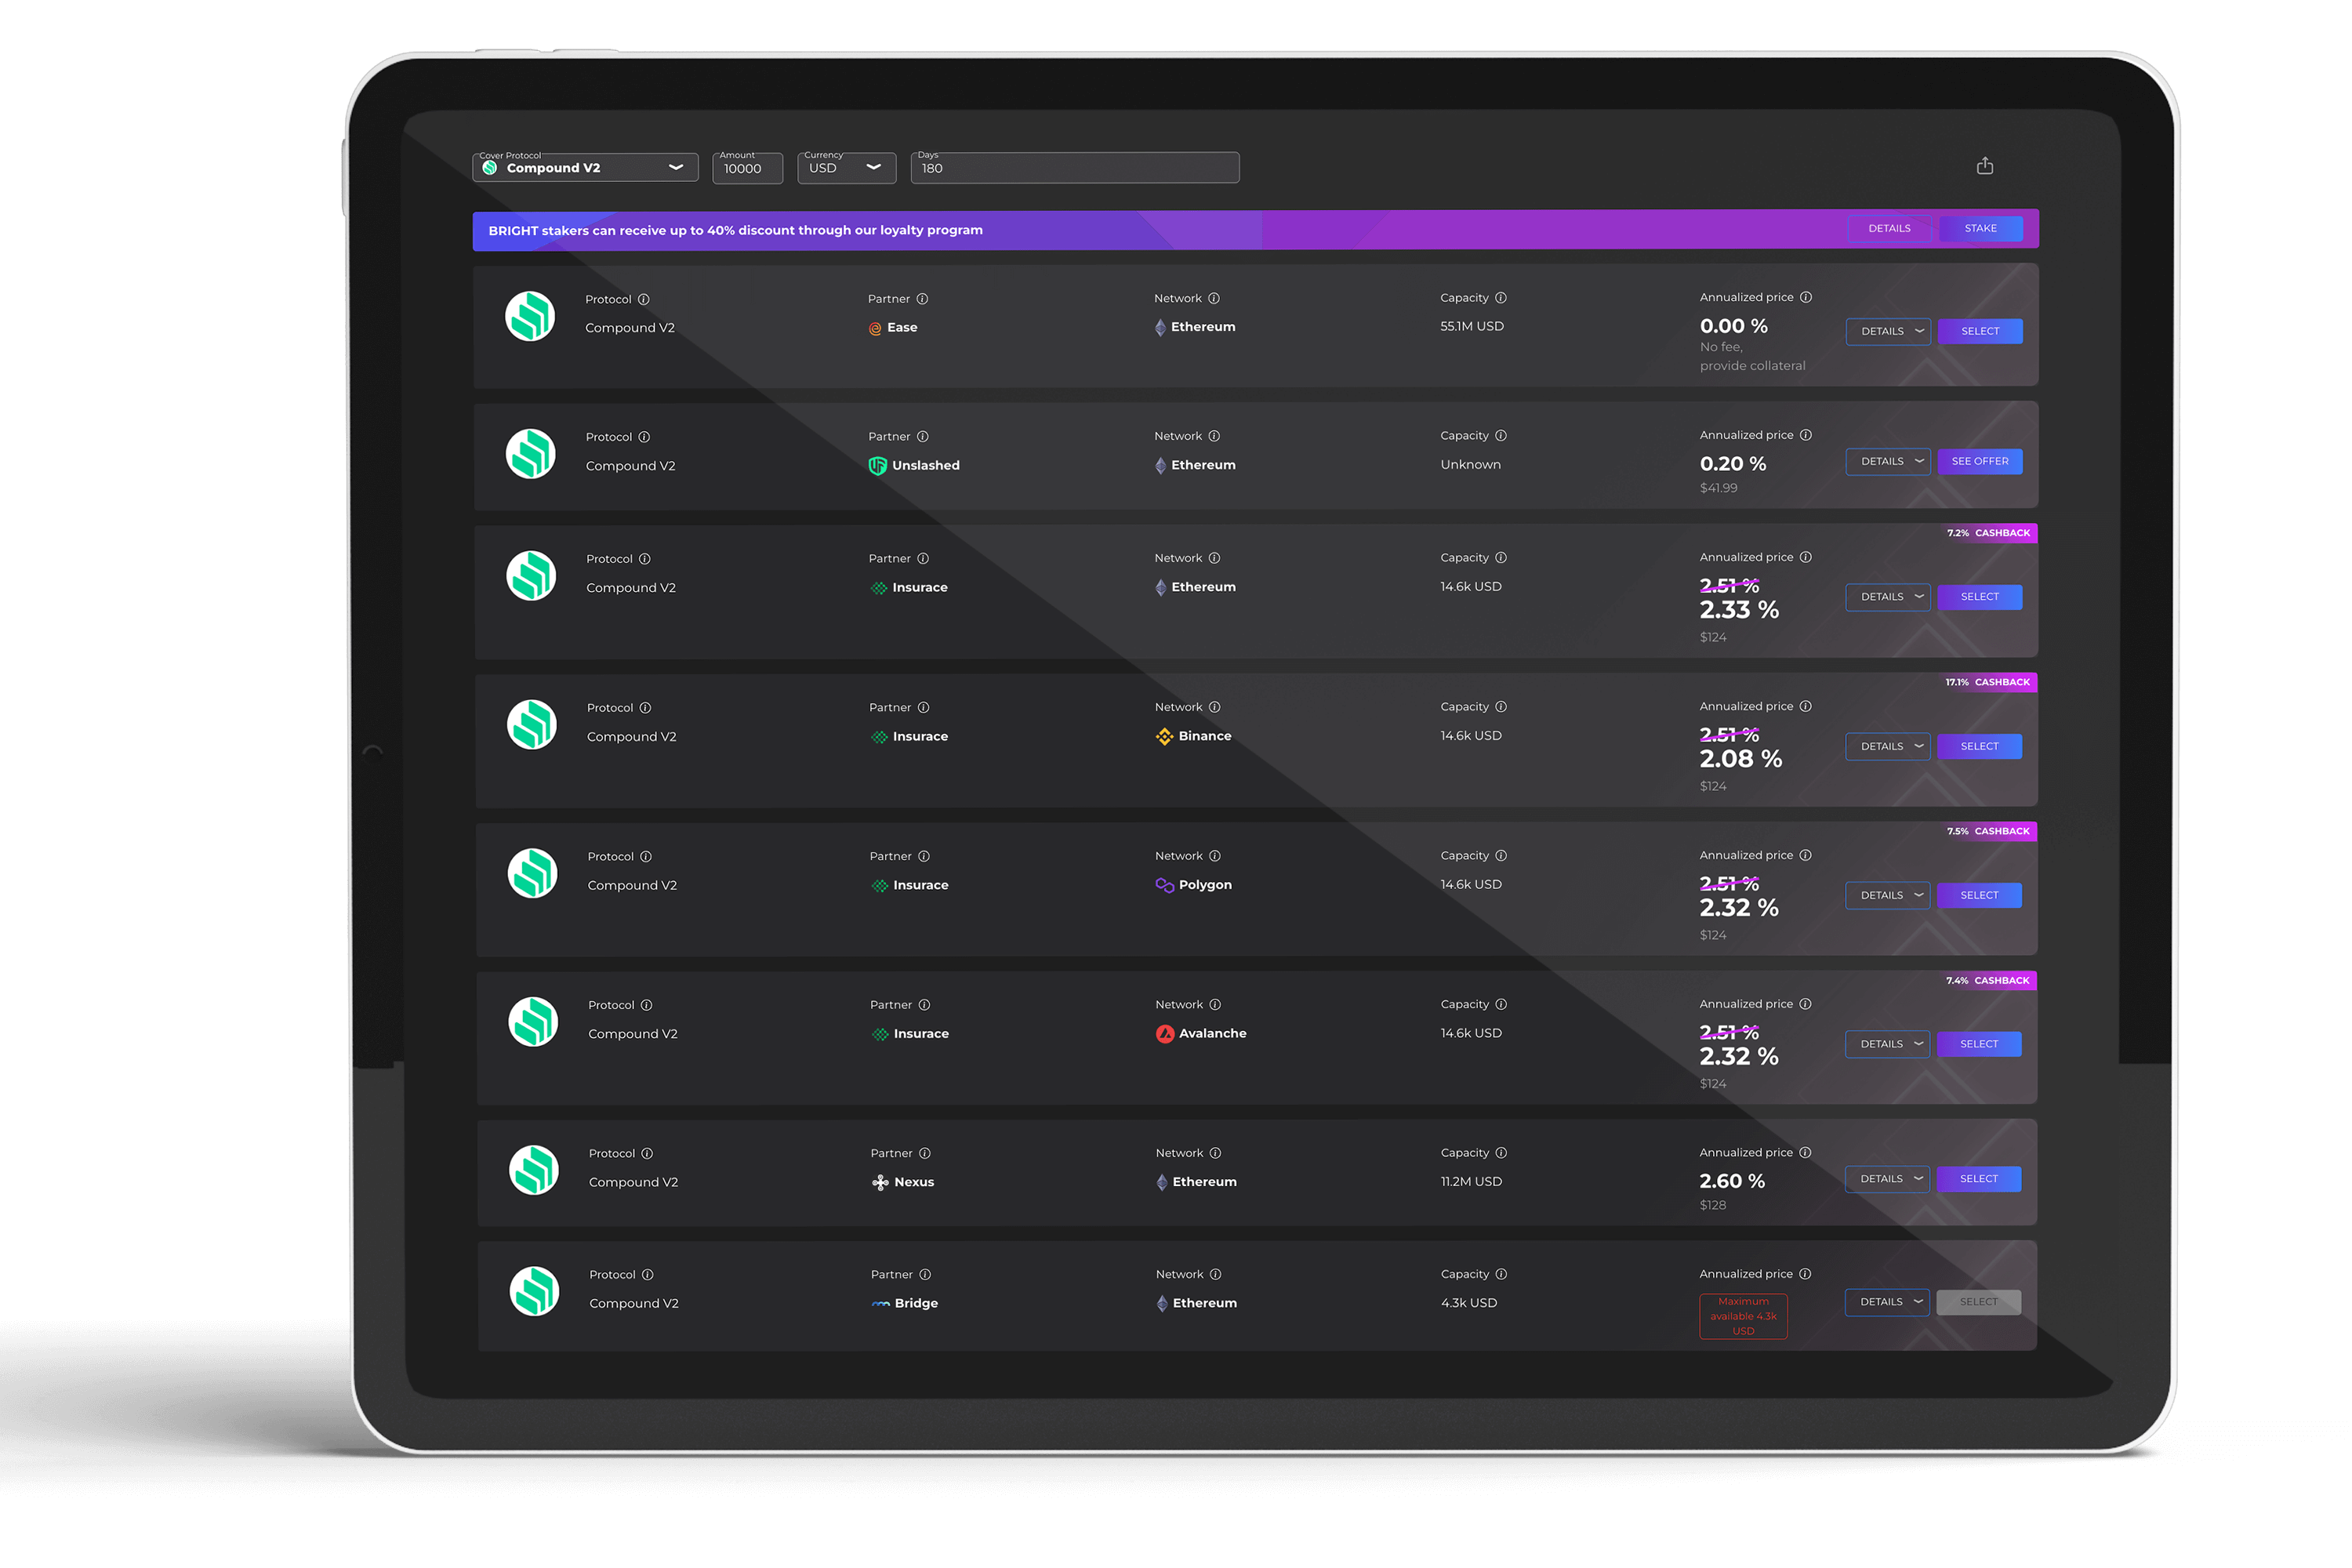 Cover Protocol Amount Currency Days
Compound V2 10000 USD 180
BRIGHT stakers can receive up to 40% discount through our loyalty program DETAILS STAKE
Protocol Partner Network Capacity Annualized price
Compound V2 Ease Ethereum 55.1M USD 0.00 % DETAILS SELECT
No fee,
provide collateral
Protocol Partner Network Capacity Annualized price
Compound V2 Unslashed Ethereum Unknown 0.20 % DETAILS SEE OFFER
$41.99
7.2% CASHBACK
Protocol Partner Network Capacity Annualized price
Compound V2 Insurace Ethereum 14.6k USD 2.51 % DETAILS SELECT
2.33 %
$124
17.1% CASHBACK
Protocol Partner Network Capacity Annualized price
Compound V2 Insurace Binance 14.6k USD 2.51 % DETAILS SELECT
2.08 %
$124
7.5% CASHBACK
Protocol Partner Network Capacity Annualized price
Compound V2 Insurace Polygon 14.6k USD 2.51 % DETAILS SELECT
2.32 %
$124
7.4% CASHBACK
Protocol Partner Network Capacity Annualized price
Compound V2 Insurace Avalanche 14.6k USD 2.51 % DETAILS SELECT
2.32 %
$124
Protocol Partner Network Capacity Annualized price
Compound V2 Nexus Ethereum 11.2M USD 2.60 % DETAILS SELECT
$128
Protocol Partner Network Capacity Annualized price
Compound V2 Bridge Ethereum 4.3k USD Maximum DETAILS SELECT
available 4.3k
USD